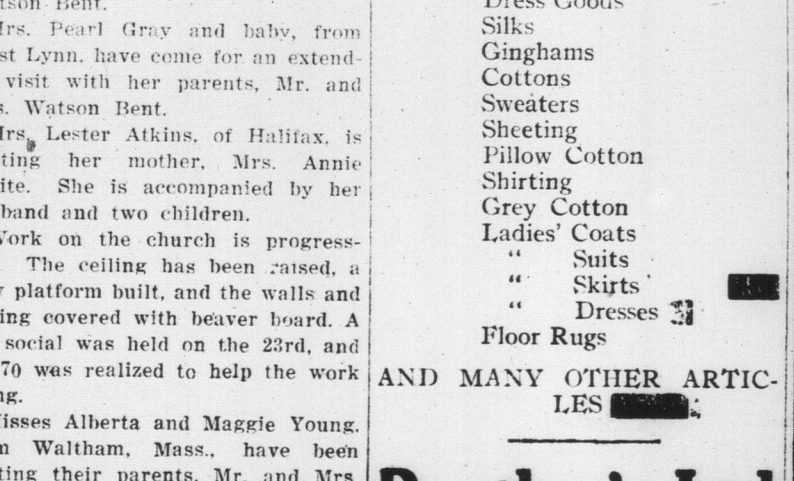 Bent.
Mrs. Pearl Gray and baby, from
st Lynn. have come for an extend-
visit with her parents, Mr. and
s. Watson Bent.
Mrs. Lester Atkins, of Halifax, is
ting her mother, Mrs. Annie
ite. She is accompanied by her
band and two children.
Work on the church is progress-
The ceiling has been raised, a
platform built, and the walls and
ing covered with beaver board. A
social was held on the 23rd, and
70 was realized to help the work
ng.
Misses Alberta and Maggie Young.
m Waltham, Mass., have been
ting their parents, Mr. and Mrs.
Dress Goods
Silks
Ginghams
Cottons
Sweaters
Sheeting
Pillow Cotton
Shirting
Grey Cotton
Ladies' Coats
“ Suits
“ Skirts
“ Dresses
Floor Rugs
AND MANY OTHER ARTIC-
LES